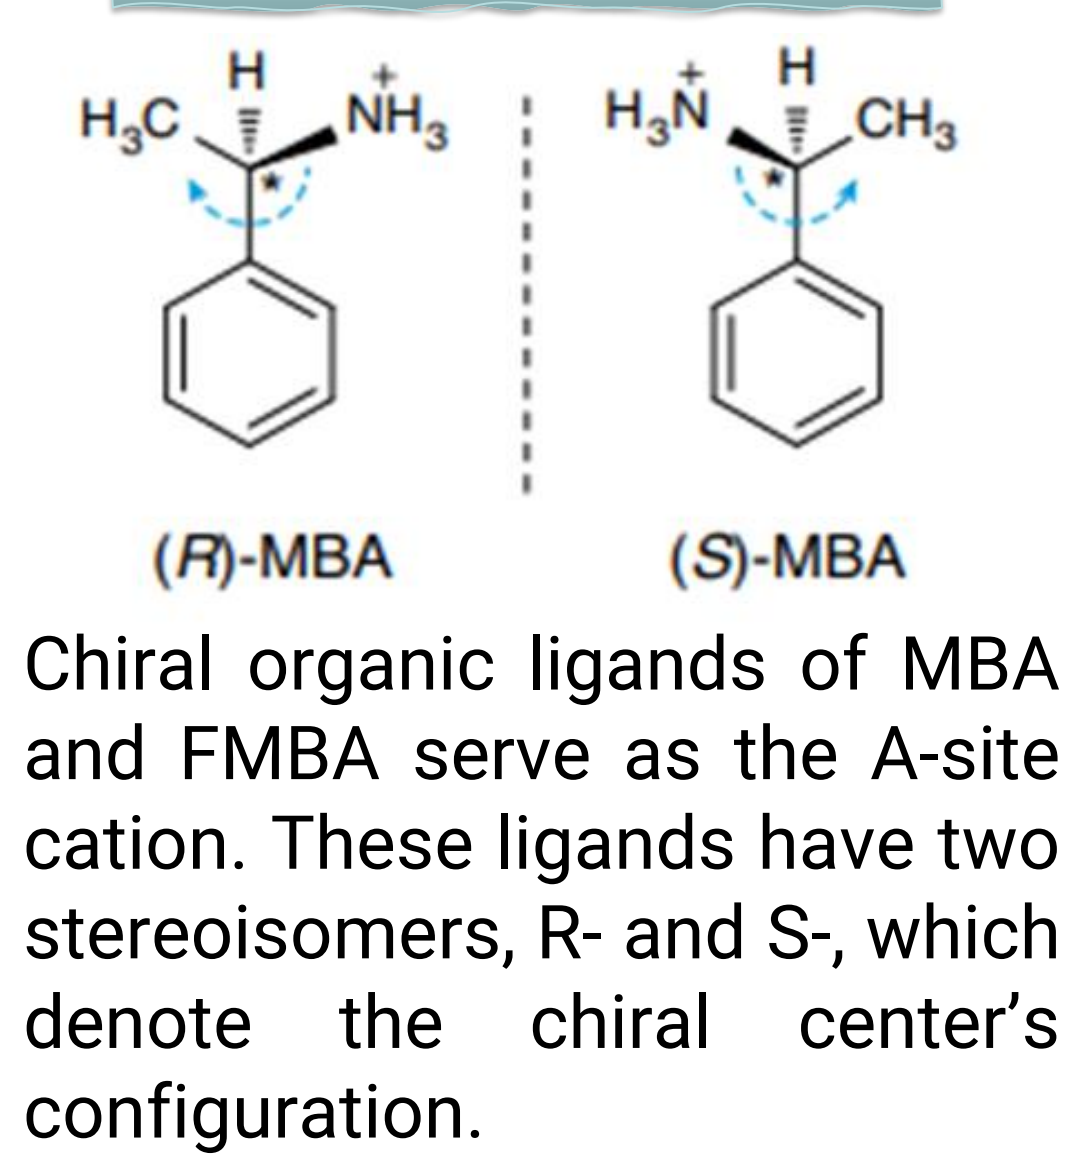 H H
H₃C NH₃⁺ H₃N⁺ CH₃
* *
(R)-MBA (S)-MBA
Chiral organic ligands of MBA
and FMBA serve as the A-site
cation. These ligands have two
stereoisomers, R- and S-, which
denote the chiral center’s
configuration.